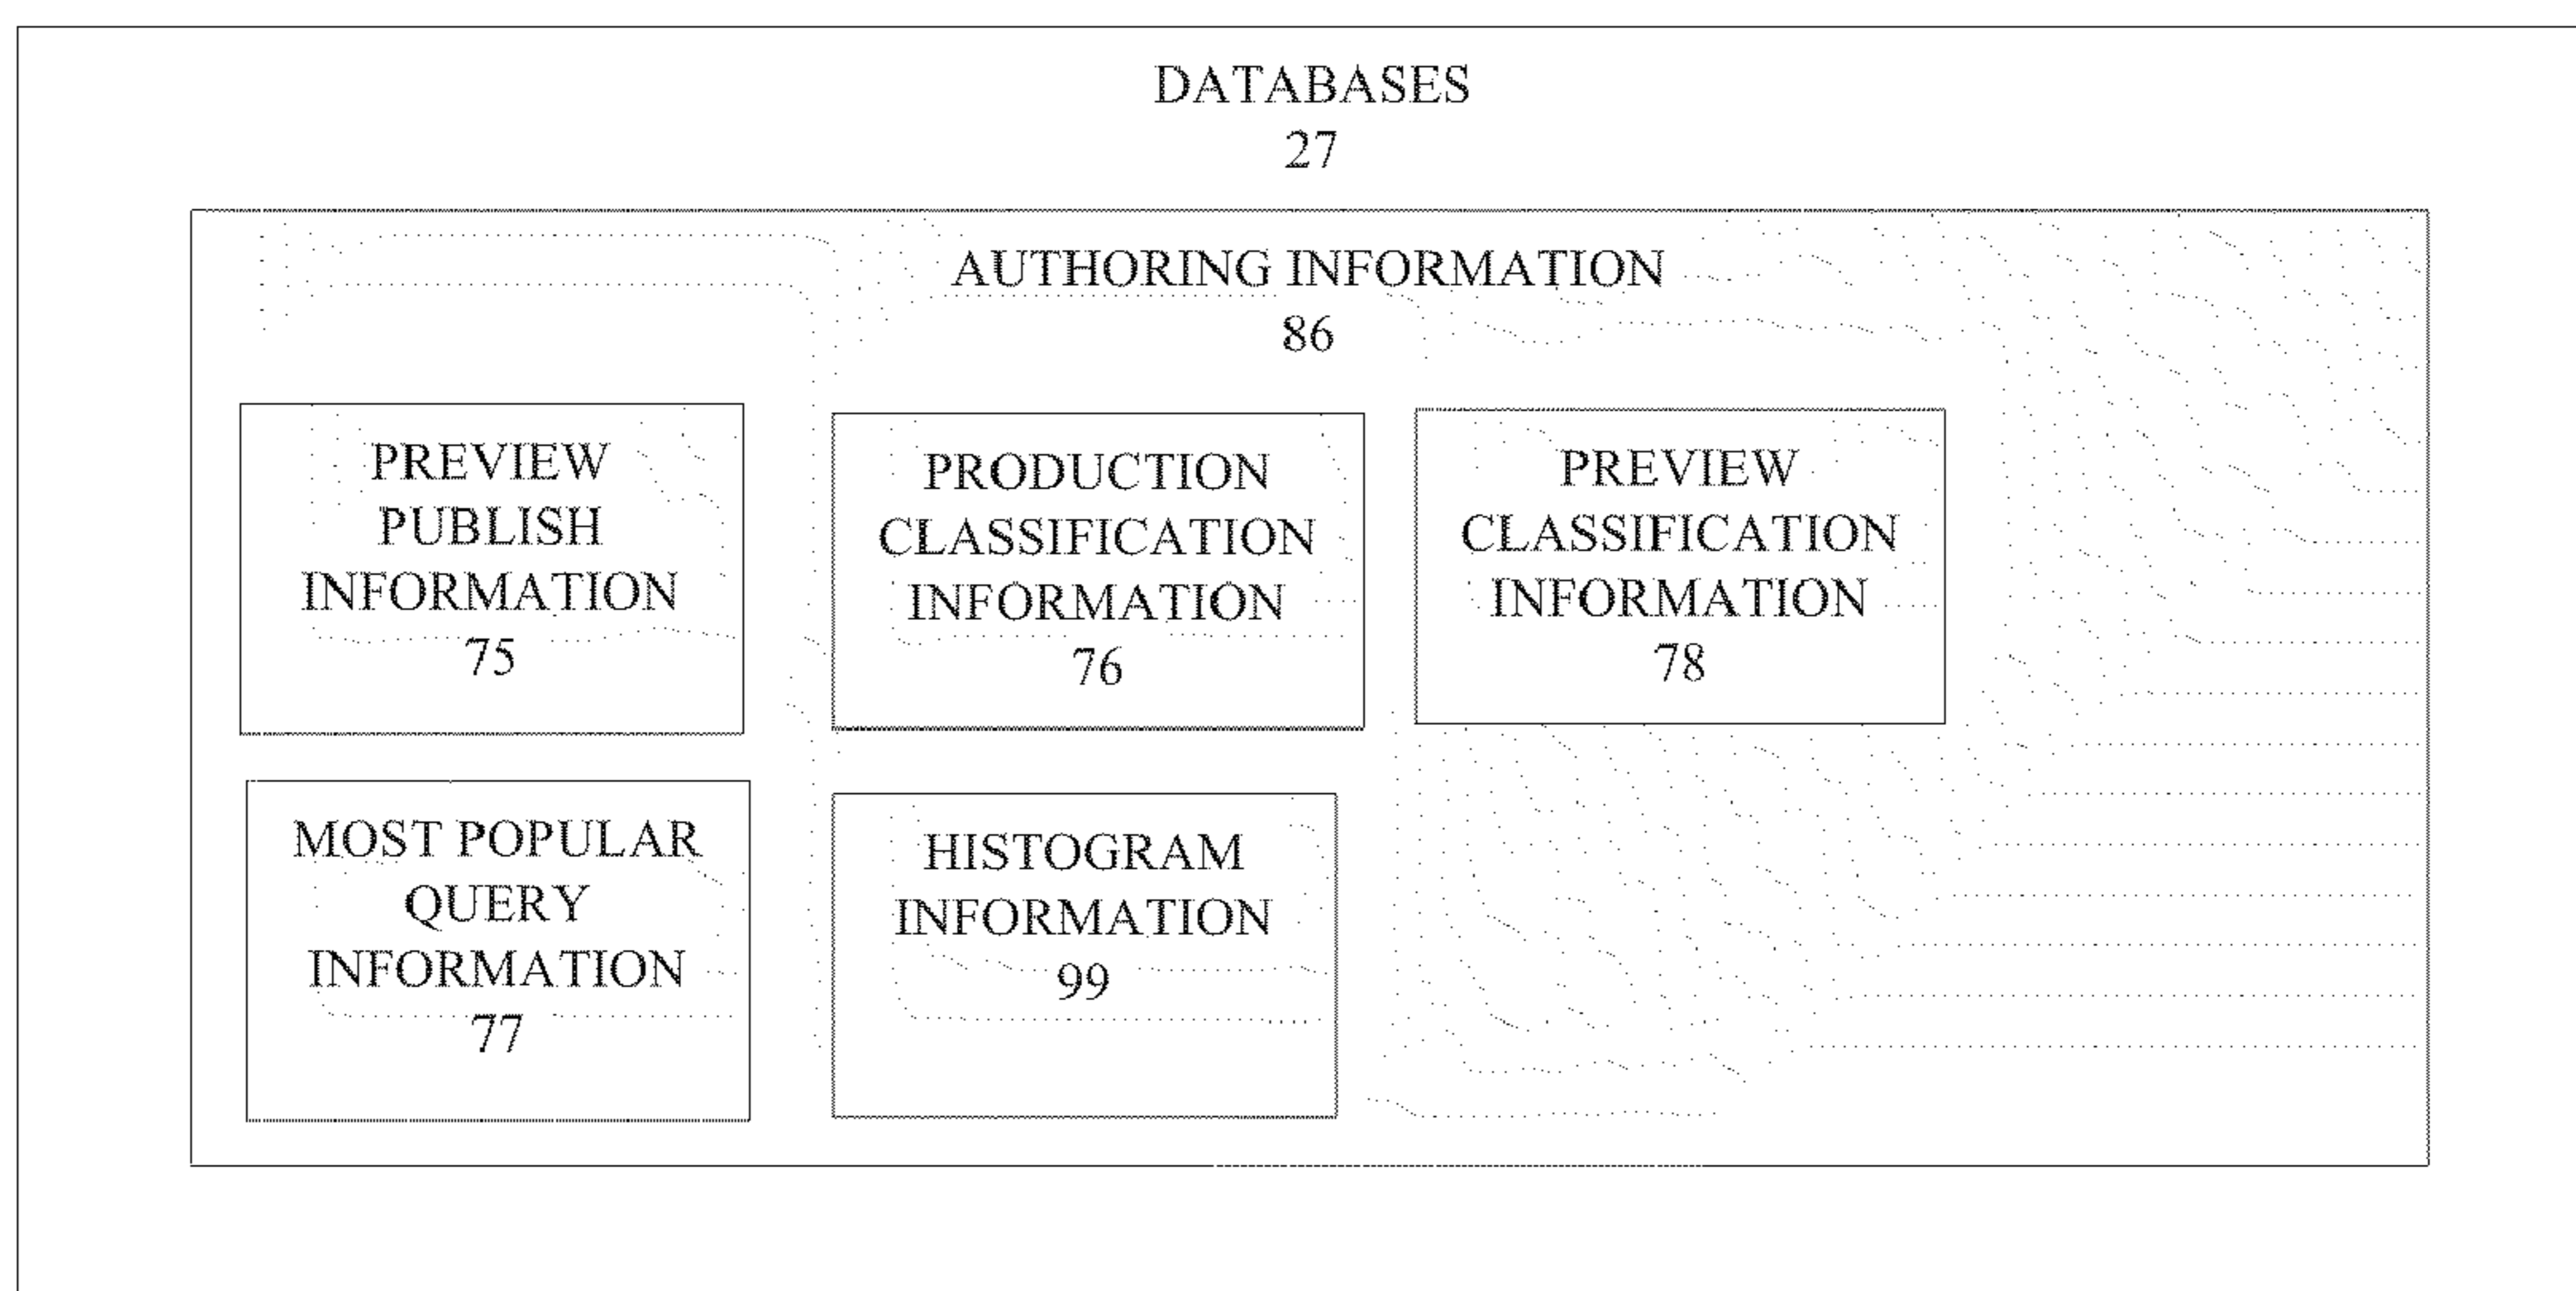 DATABASES
27
AUTHORING INFORMATION
86
PREVIEW
PUBLISH
INFORMATION
75
PRODUCTION
CLASSIFICATION
INFORMATION
76
PREVIEW
CLASSIFICATION
INFORMATION
78
MOST POPULAR
QUERY
INFORMATION
77
HISTOGRAM
INFORMATION
99